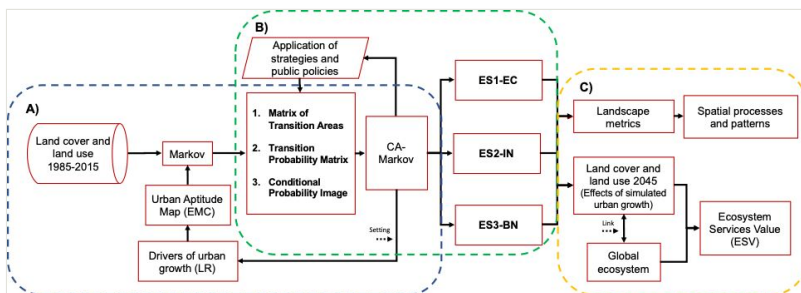 B)
Application of
strategies and
public policies
A)
Land cover and
land use
1985-2015
Markov
Urban Aptitude
Map (EMC)
Drivers of urban
growth (LR)
1. Matrix of
Transition Areas
2. Transition
Probability Matrix
3. Conditional
Probability Image
CA-
Markov
Setting
ES1-EC
ES2-IN
ES3-BN
C)
Landscape
metrics
Spatial processes
and patterns
Land cover and
land use 2045
(Effects of simulated
urban growth)
Link
Global
ecosystem
Ecosystem
Services Value
(ESV)